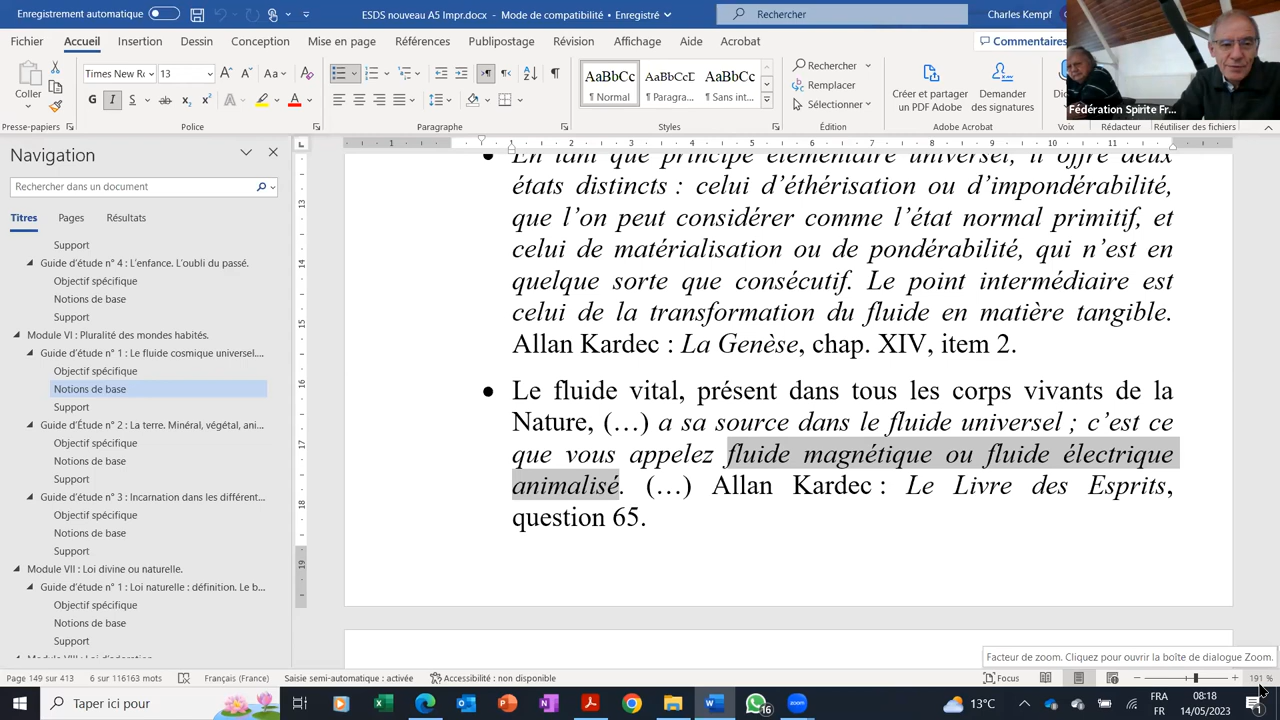 Enregistrement automatique
ESDS nouveau A5 Impr.docx - Mode de compatibilité • Enregistré
Rechercher
Charles Kempf
Fichier Accueil Insertion Dessin Conception Mise en page Références Publipostage Révision Affichage Aide Acrobat
Commentaires
Coller
Times New Ro
13
Presse-papiers
Police
Paragraphe
AaBbCc
¶ Normal
AaBbCcD
¶ Paragra...
AaBbCc
¶ Sans int...
Styles
Rechercher
Remplacer
Sélectionner
Édition
Créer et partager un PDF Adobe
Demander des signatures
Adobe Acrobat
Voix
Rédacteur
Réutiliser des fichiers
Fédération Spirite Fr...
Navigation
Rechercher dans un document
Titres Pages Résultats
Support
Guide d'étude n° 4 : L'enfance. L'oubli du passé.
Objectif spécifique
Notions de base
Support
Module VI : Pluralité des mondes habités.
Guide d'étude n° 1 : Le fluide cosmique universel....
Objectif spécifique
Notions de base
Support
Guide d'Étude n° 2 : La terre. Minéral, végétal, ani...
Objectif spécifique
Notions de base
Support
Guide d'étude n° 3 : Incarnation dans les différent...
Objectif spécifique
Notions de base
Support
Module VII : Loi divine ou naturelle.
Guide d'étude n° 1 : Loi naturelle : définition. Le b...
Objectif spécifique
Notions de base
Support
• En tant que principe élémentaire universel, il offre deux
états distincts : celui d'éthérisation ou d'impondérabilité,
que l'on peut considérer comme l'état normal primitif, et
celui de matérialisation ou de pondérabilité, qui n'est en
quelque sorte que consécutif. Le point intermédiaire est
celui de la transformation du fluide en matière tangible.
Allan Kardec : La Genèse, chap. XIV, item 2.
• Le fluide vital, présent dans tous les corps vivants de la
Nature, (…) a sa source dans le fluide universel ; c'est ce
que vous appelez fluide magnétique ou fluide électrique
animalisé. (…) Allan Kardec : Le Livre des Esprits,
question 65.
Facteur de zoom. Cliquez pour ouvrir la boîte de dialogue Zoom.
Page 149 sur 413
6 sur 116163 mots
Français (France)
Saisie semi-automatique : activée
Accessibilité : non disponible
Focus
191 %
Taper ici pour
16
13°C
FRA
FR
08:18
14/05/2023